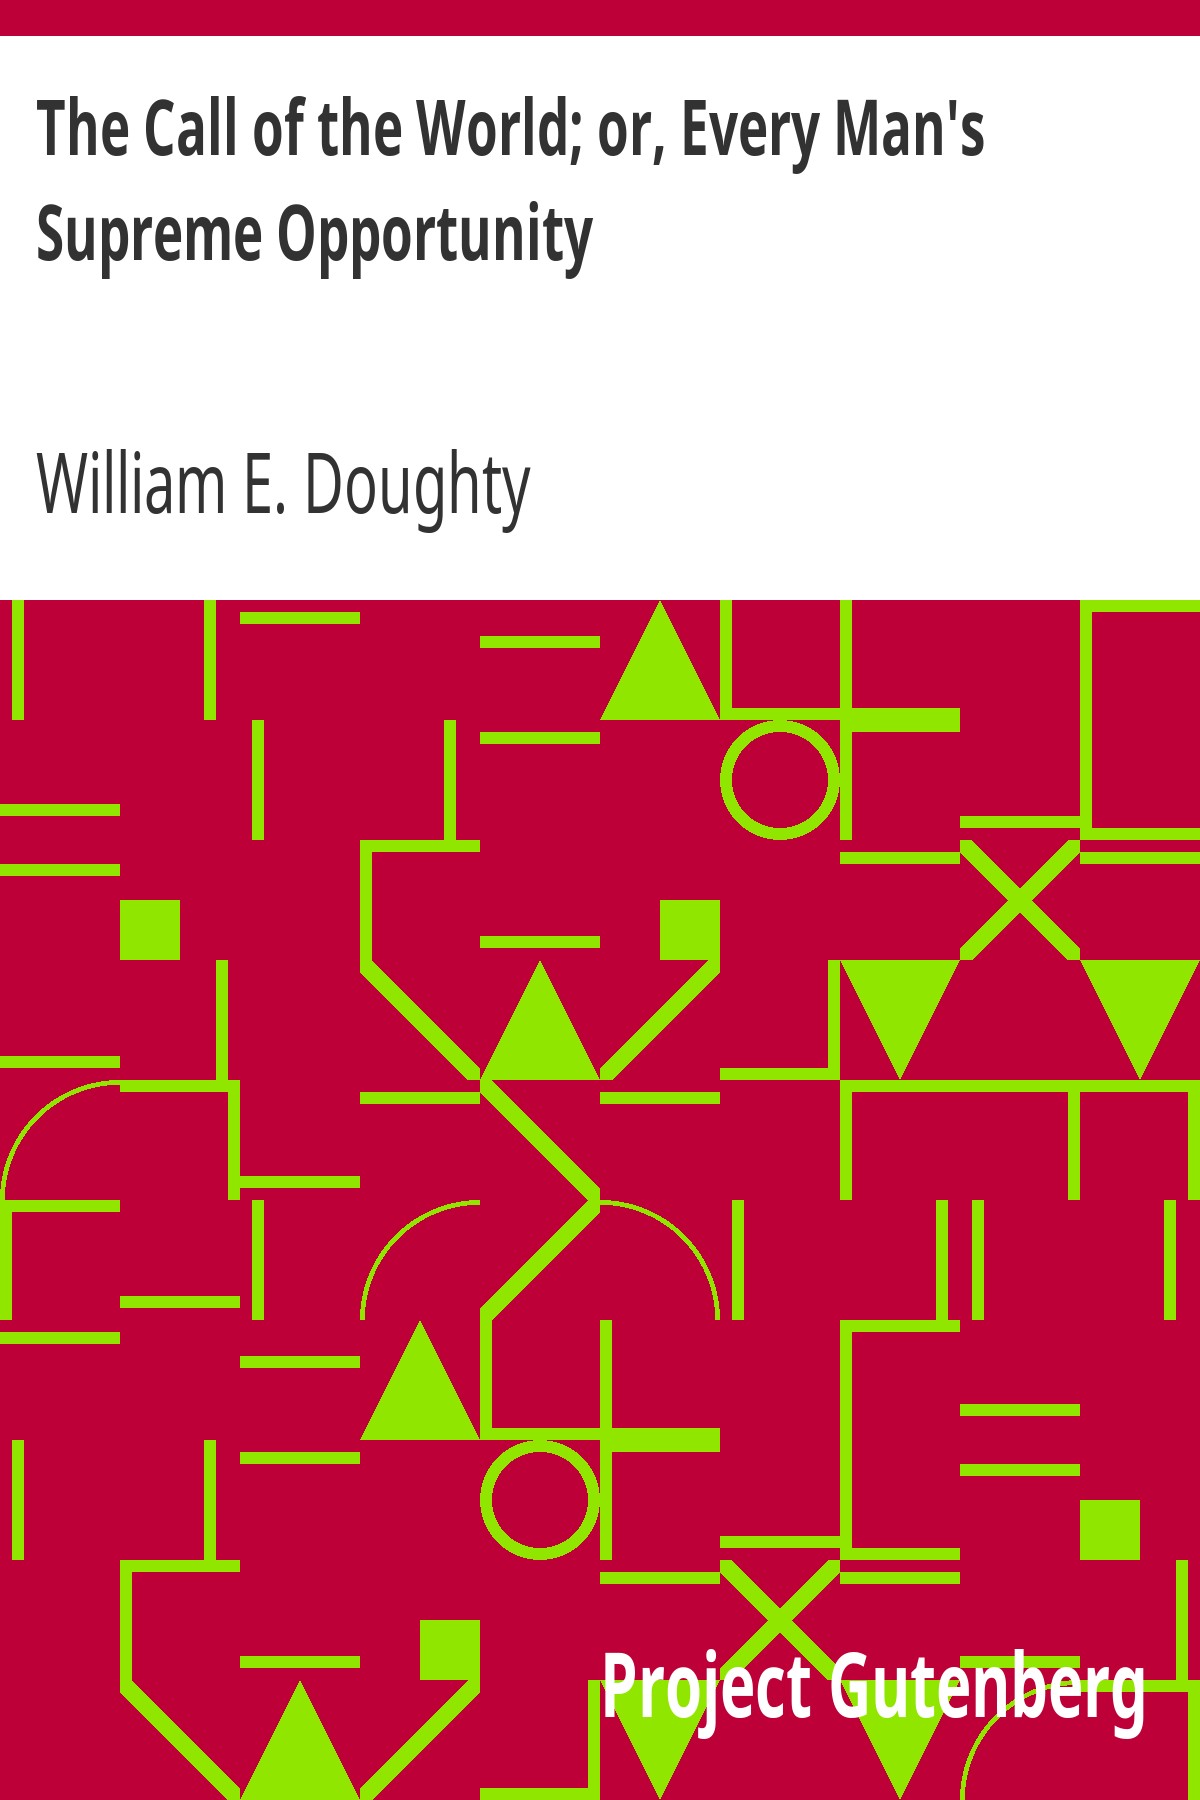 The Call of the World; or, Every Man's
Supreme Opportunity
William E. Doughty
Project Gutenberg